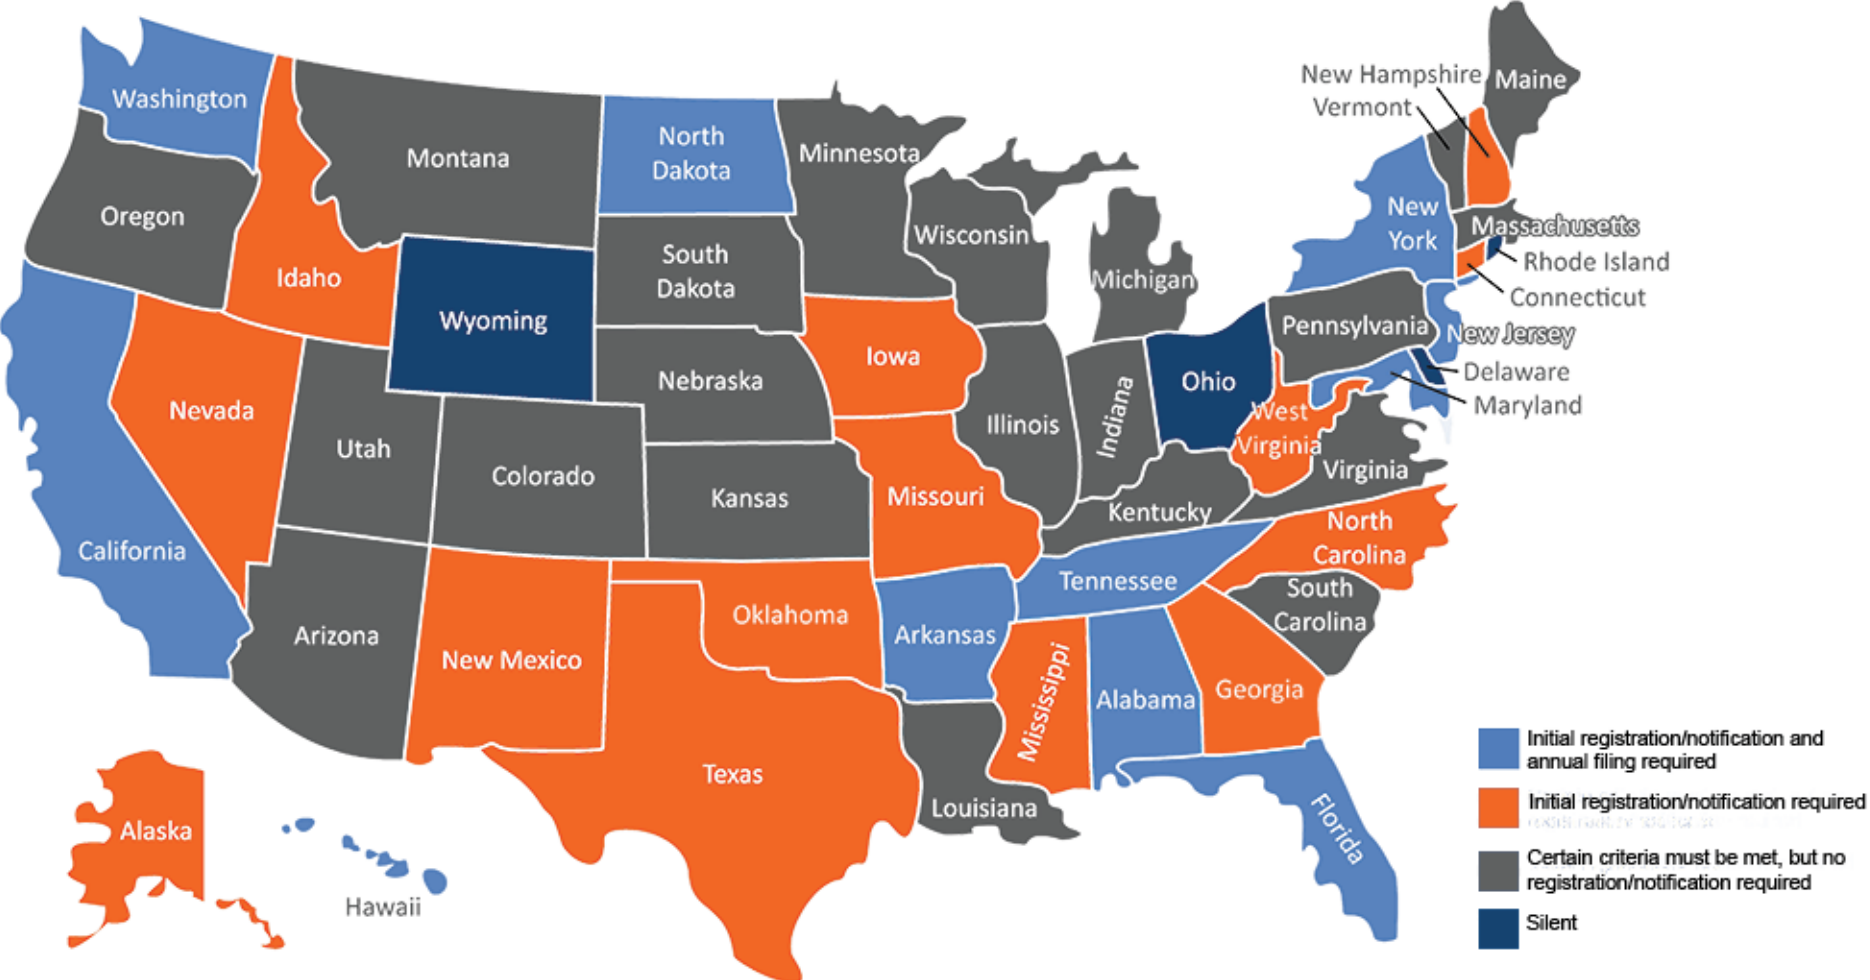 Washington
Oregon
Idaho
Montana
North
Dakota
Minnesota
South
Dakota
Wyoming
Wisconsin
Michigan
New Hampshire
Vermont
Maine
New
York
Massachusetts
Rhode Island
Connecticut
Pennsylvania
New Jersey
Delaware
Maryland
Nevada
Utah
Colorado
Nebraska
Iowa
Illinois
Indiana
Ohio
West
Virginia
Virginia
California
Kansas
Missouri
Kentucky
North
Carolina
Tennessee
South
Carolina
Arizona
New Mexico
Oklahoma
Arkansas
Mississippi
Alabama
Georgia
Texas
Louisiana
Florida
Alaska
Hawaii
Initial registration/notification and
annual filing required
Initial registration/notification required
Certain criteria must be met, but no
registration/notification required
Silent